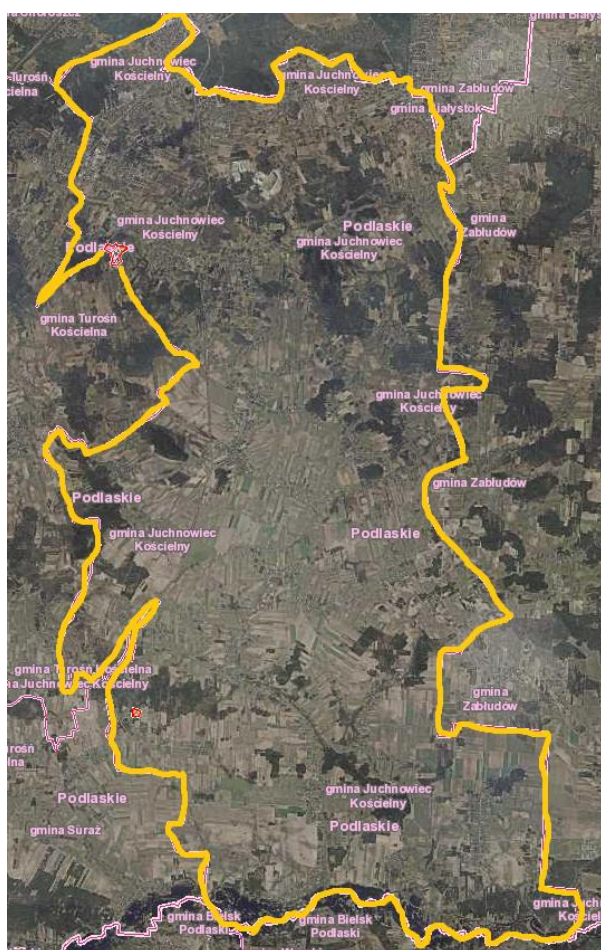 gmina Juchnowiec
Kościelny
gmina Juchnowiec
Kościelny
gmina Zabłudów
gmina Białystok
gmina Juchnowiec
Kościelny
Podlaskie
Podlaskie
gmina Juchnowiec
Kościelny
gmina
Zabłudów
gmina Turośń
Kościelna
gmina Juchnowiec
Kościelny
Podlaskie
gmina Zabłudów
gmina Juchnowiec
Kościelny
Podlaskie
gmina Turośń Kościelna
gmina Juchnowiec Kościelny
gmina
Zabłudów
Podlaskie
gmina Juchnowiec
Kościelny
Podlaskie
gmina Suraż
gmina Bielsk
Podlaski
gmina Bielsk
Podlaski